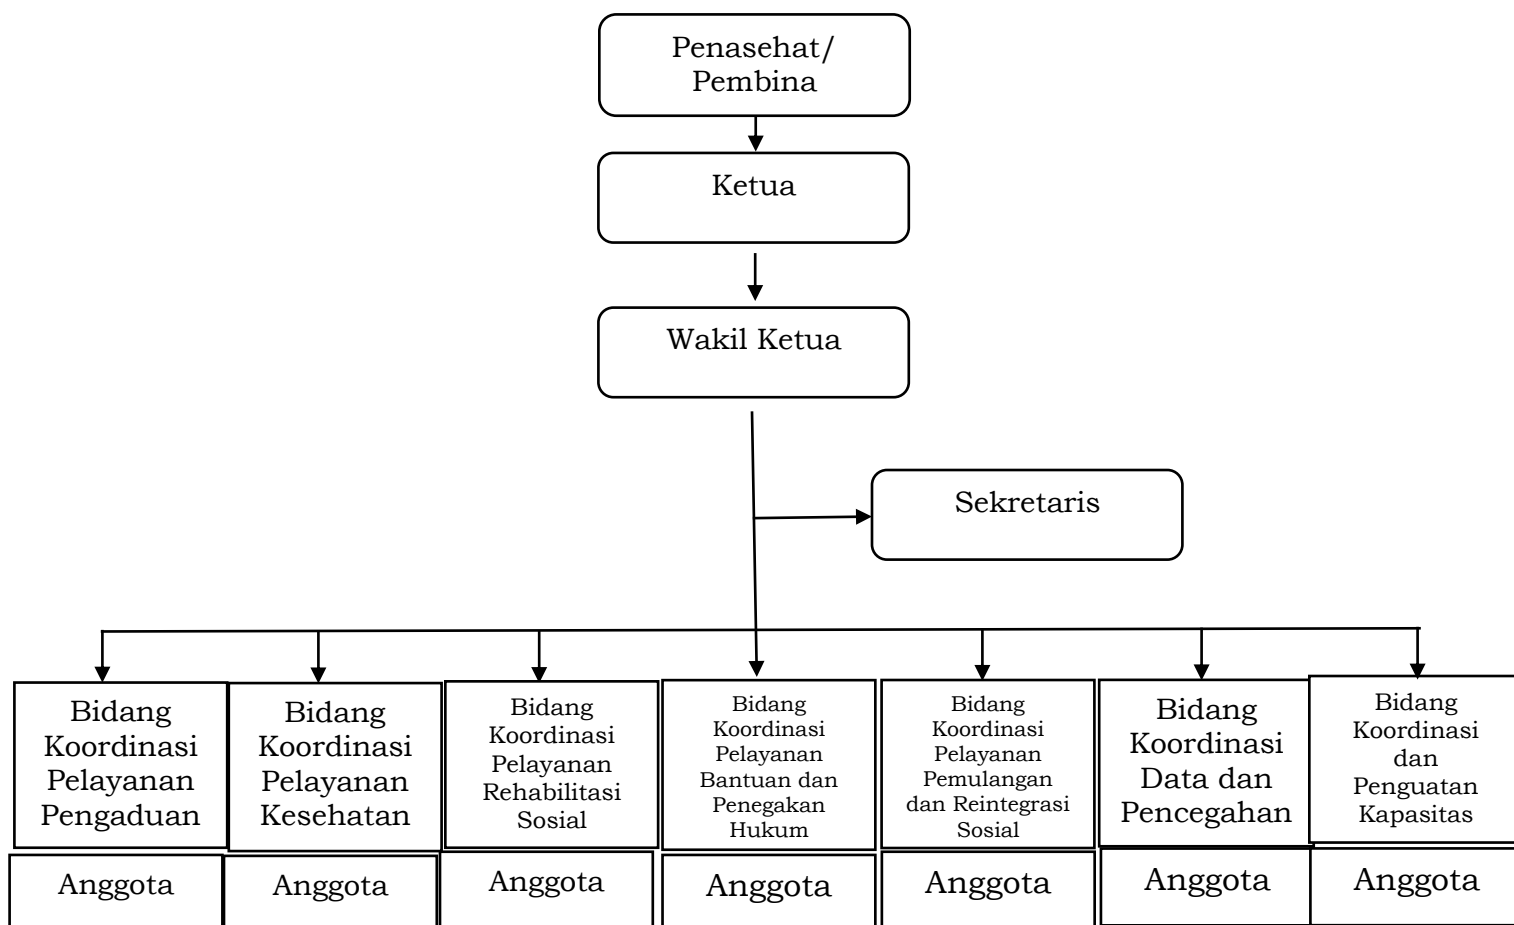 Penasehat/
Pembina
Ketua
Wakil Ketua
Sekretaris
Bidang
Koordinasi
Pelayanan
Pengaduan
Bidang
Koordinasi
Pelayanan
Kesehatan
Bidang
Koordinasi
Pelayanan
Rehabilitasi
Sosial
Bidang
Koordinasi
Pelayanan
Bantuan dan
Penegakan
Hukum
Bidang
Koordinasi
Pelayanan
Pemulangan
dan Reintegrasi
Sosial
Bidang
Koordinasi
Data dan
Pencegahan
Bidang
Koordinasi
dan
Penguatan
Kapasitas
Anggota
Anggota
Anggota
Anggota
Anggota
Anggota
Anggota